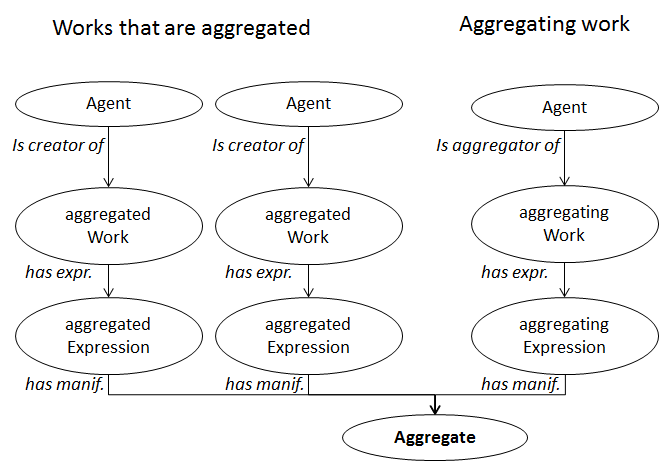 Works that are aggregated
Aggregating work
Agent
Agent
Agent
Is creator of
Is creator of
Is aggregator of
aggregated
Work
aggregated
Work
aggregating
Work
has expr.
has expr.
has expr.
aggregated
Expression
aggregated
Expression
aggregating
Expression
has manif.
has manif.
has manif.
Aggregate